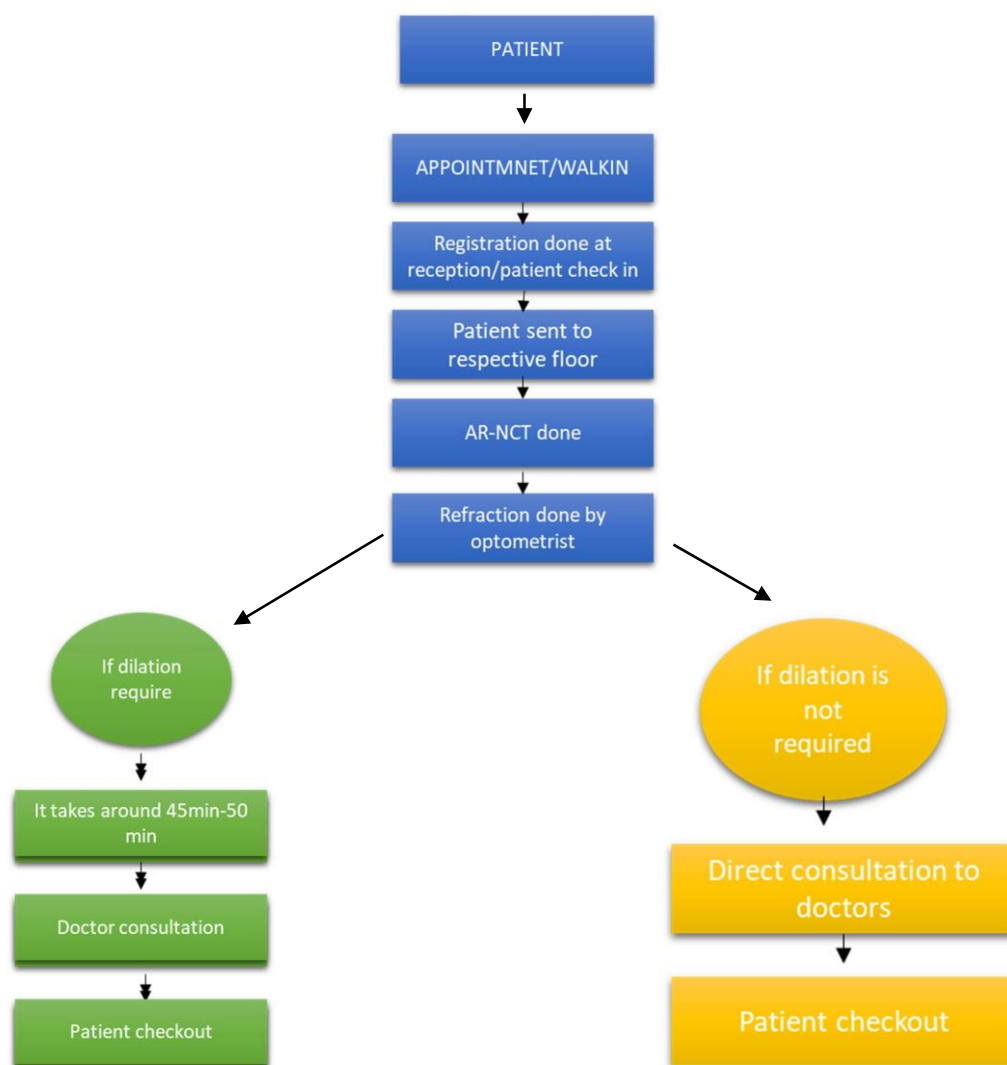 PATIENT
APPOINTMNET/WALKIN
Registration done at
reception/patient check in
Patient sent to
respective floor
AR-NCT done
Refraction done by
optometrist
If dilation
require
It takes around 45min-50
min
Doctor consultation
Patient checkout
If dilation is
not
required
Direct consultation to
doctors
Patient checkout